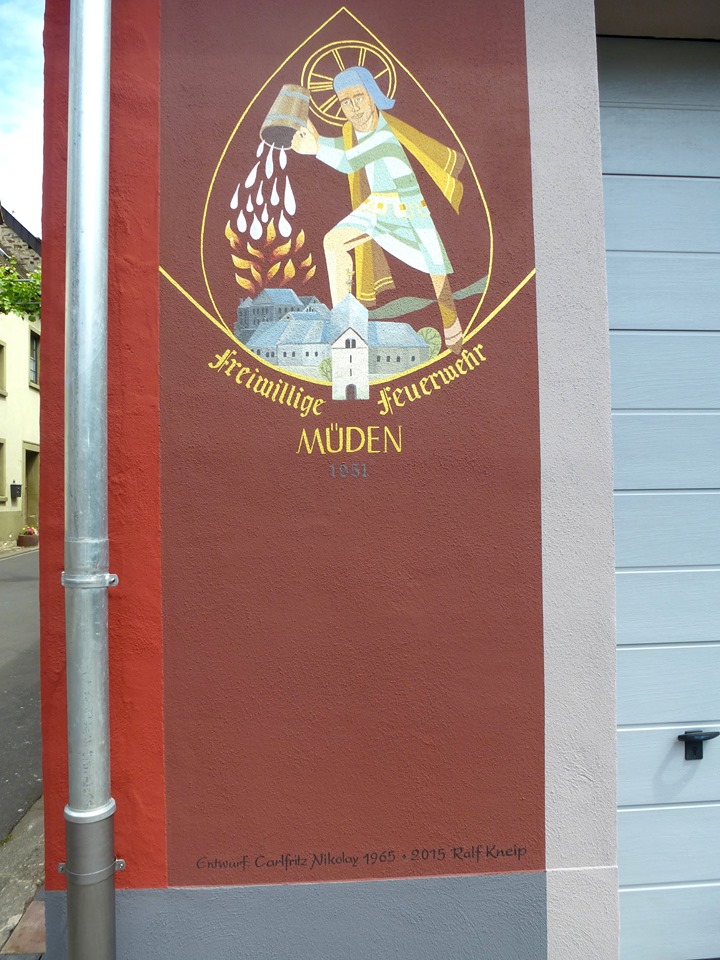 Freiwillige Feuerwehr
MÜDEN
1951
Entwurf: Carlfritz Nikolay 1965 • 2015 Ralf Kneip